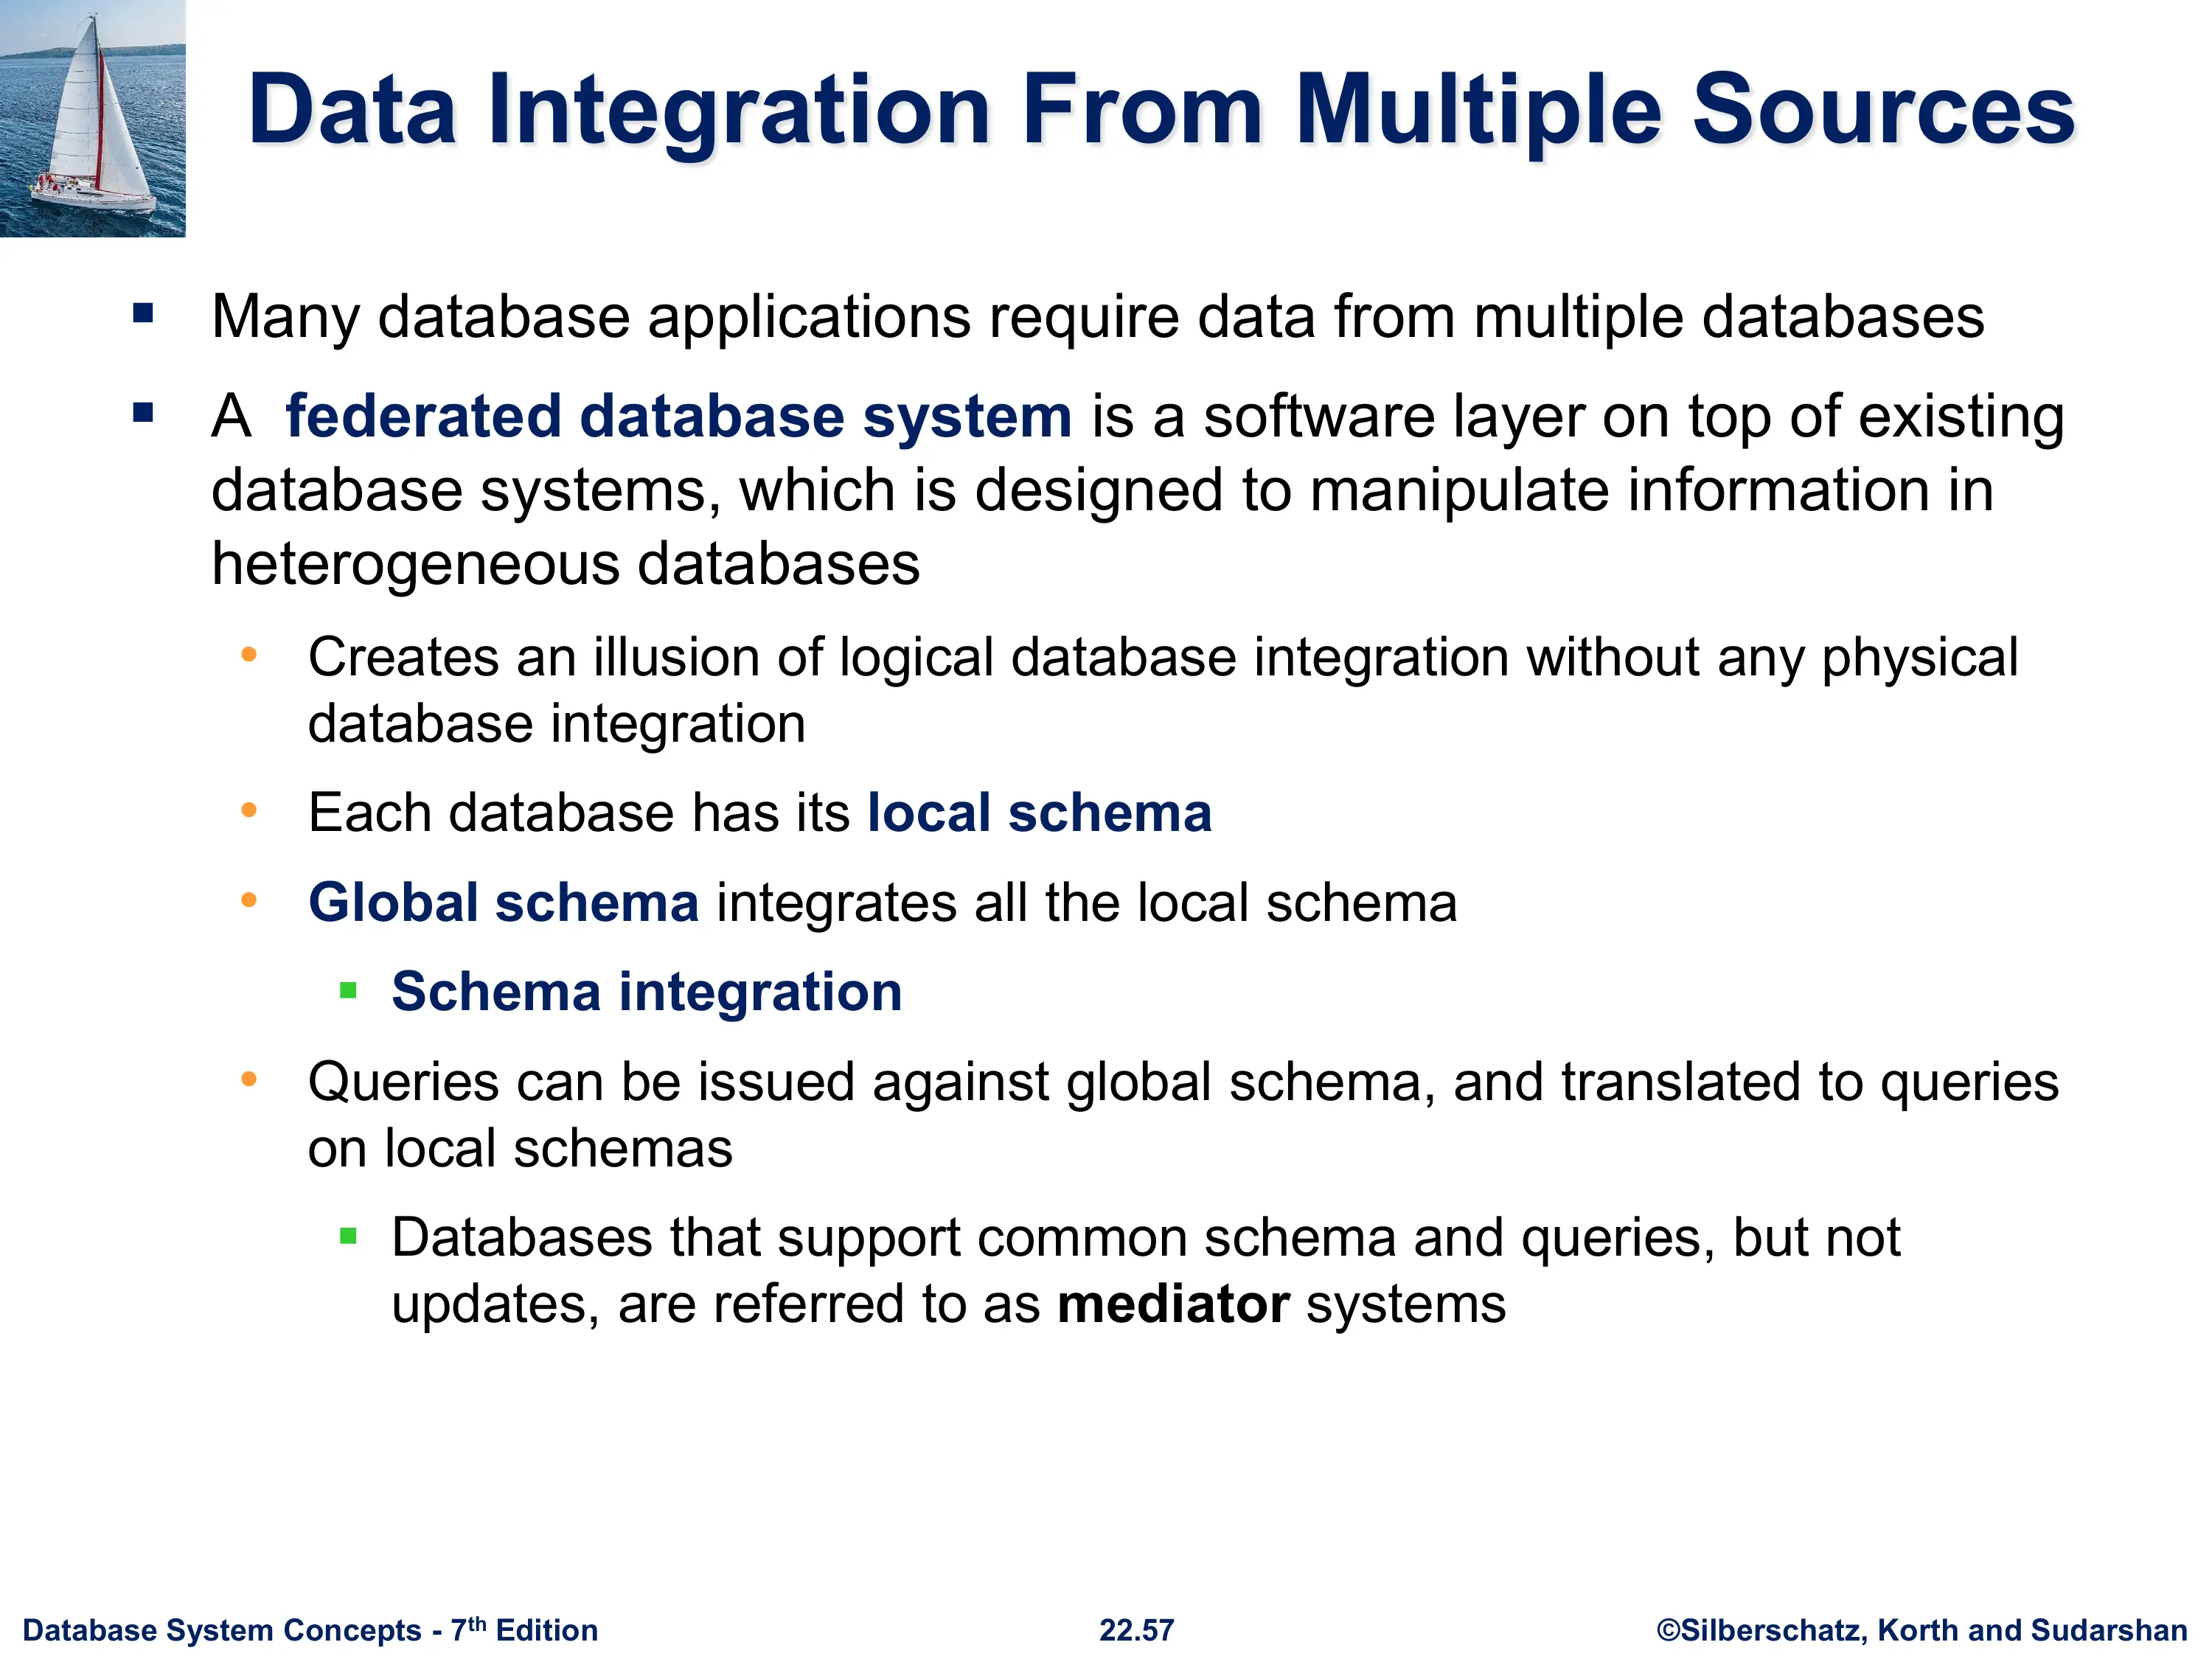 Data Integration From Multiple Sources
Many database applications require data from multiple databases
A federated database system is a software layer on top of existing
database systems, which is designed to manipulate information in
heterogeneous databases
Creates an illusion of logical database integration without any physical
database integration
Each database has its local schema
Global schema integrates all the local schema
Schema integration
Queries can be issued against global schema, and translated to queries
on local schemas
Databases that support common schema and queries, but not
updates, are referred to as mediator systems
Database System Concepts - 7th Edition
22.57
©Silberschatz, Korth and Sudarshan